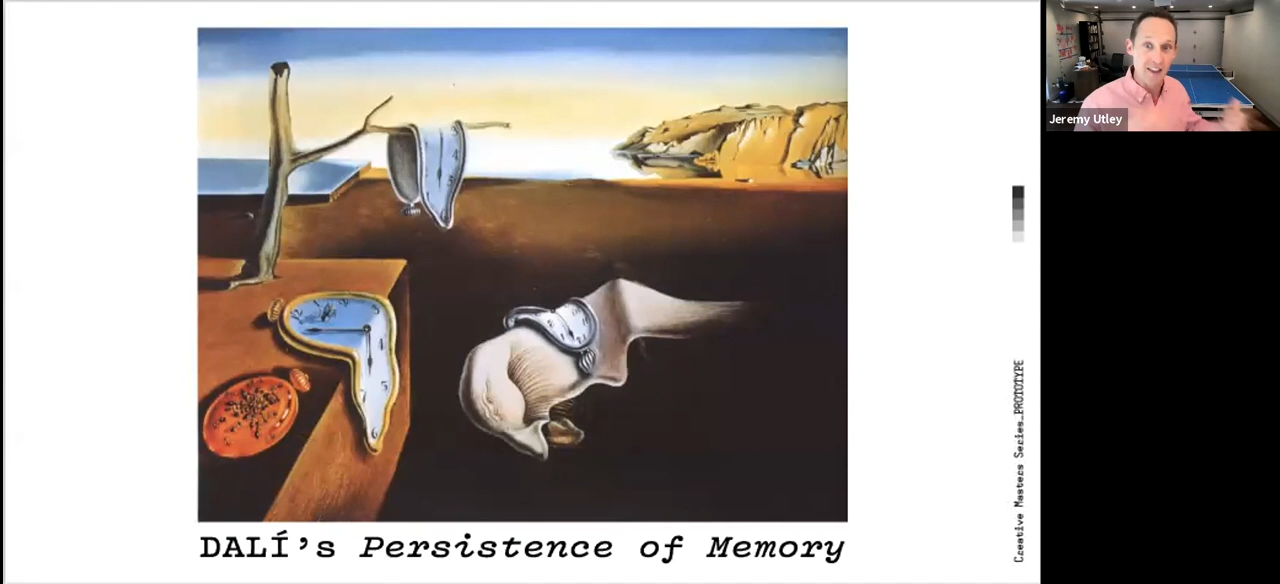 Jeremy Utley
Creative Masters Series_PROTOTYPE
DALÍ’s Persistence of Memory